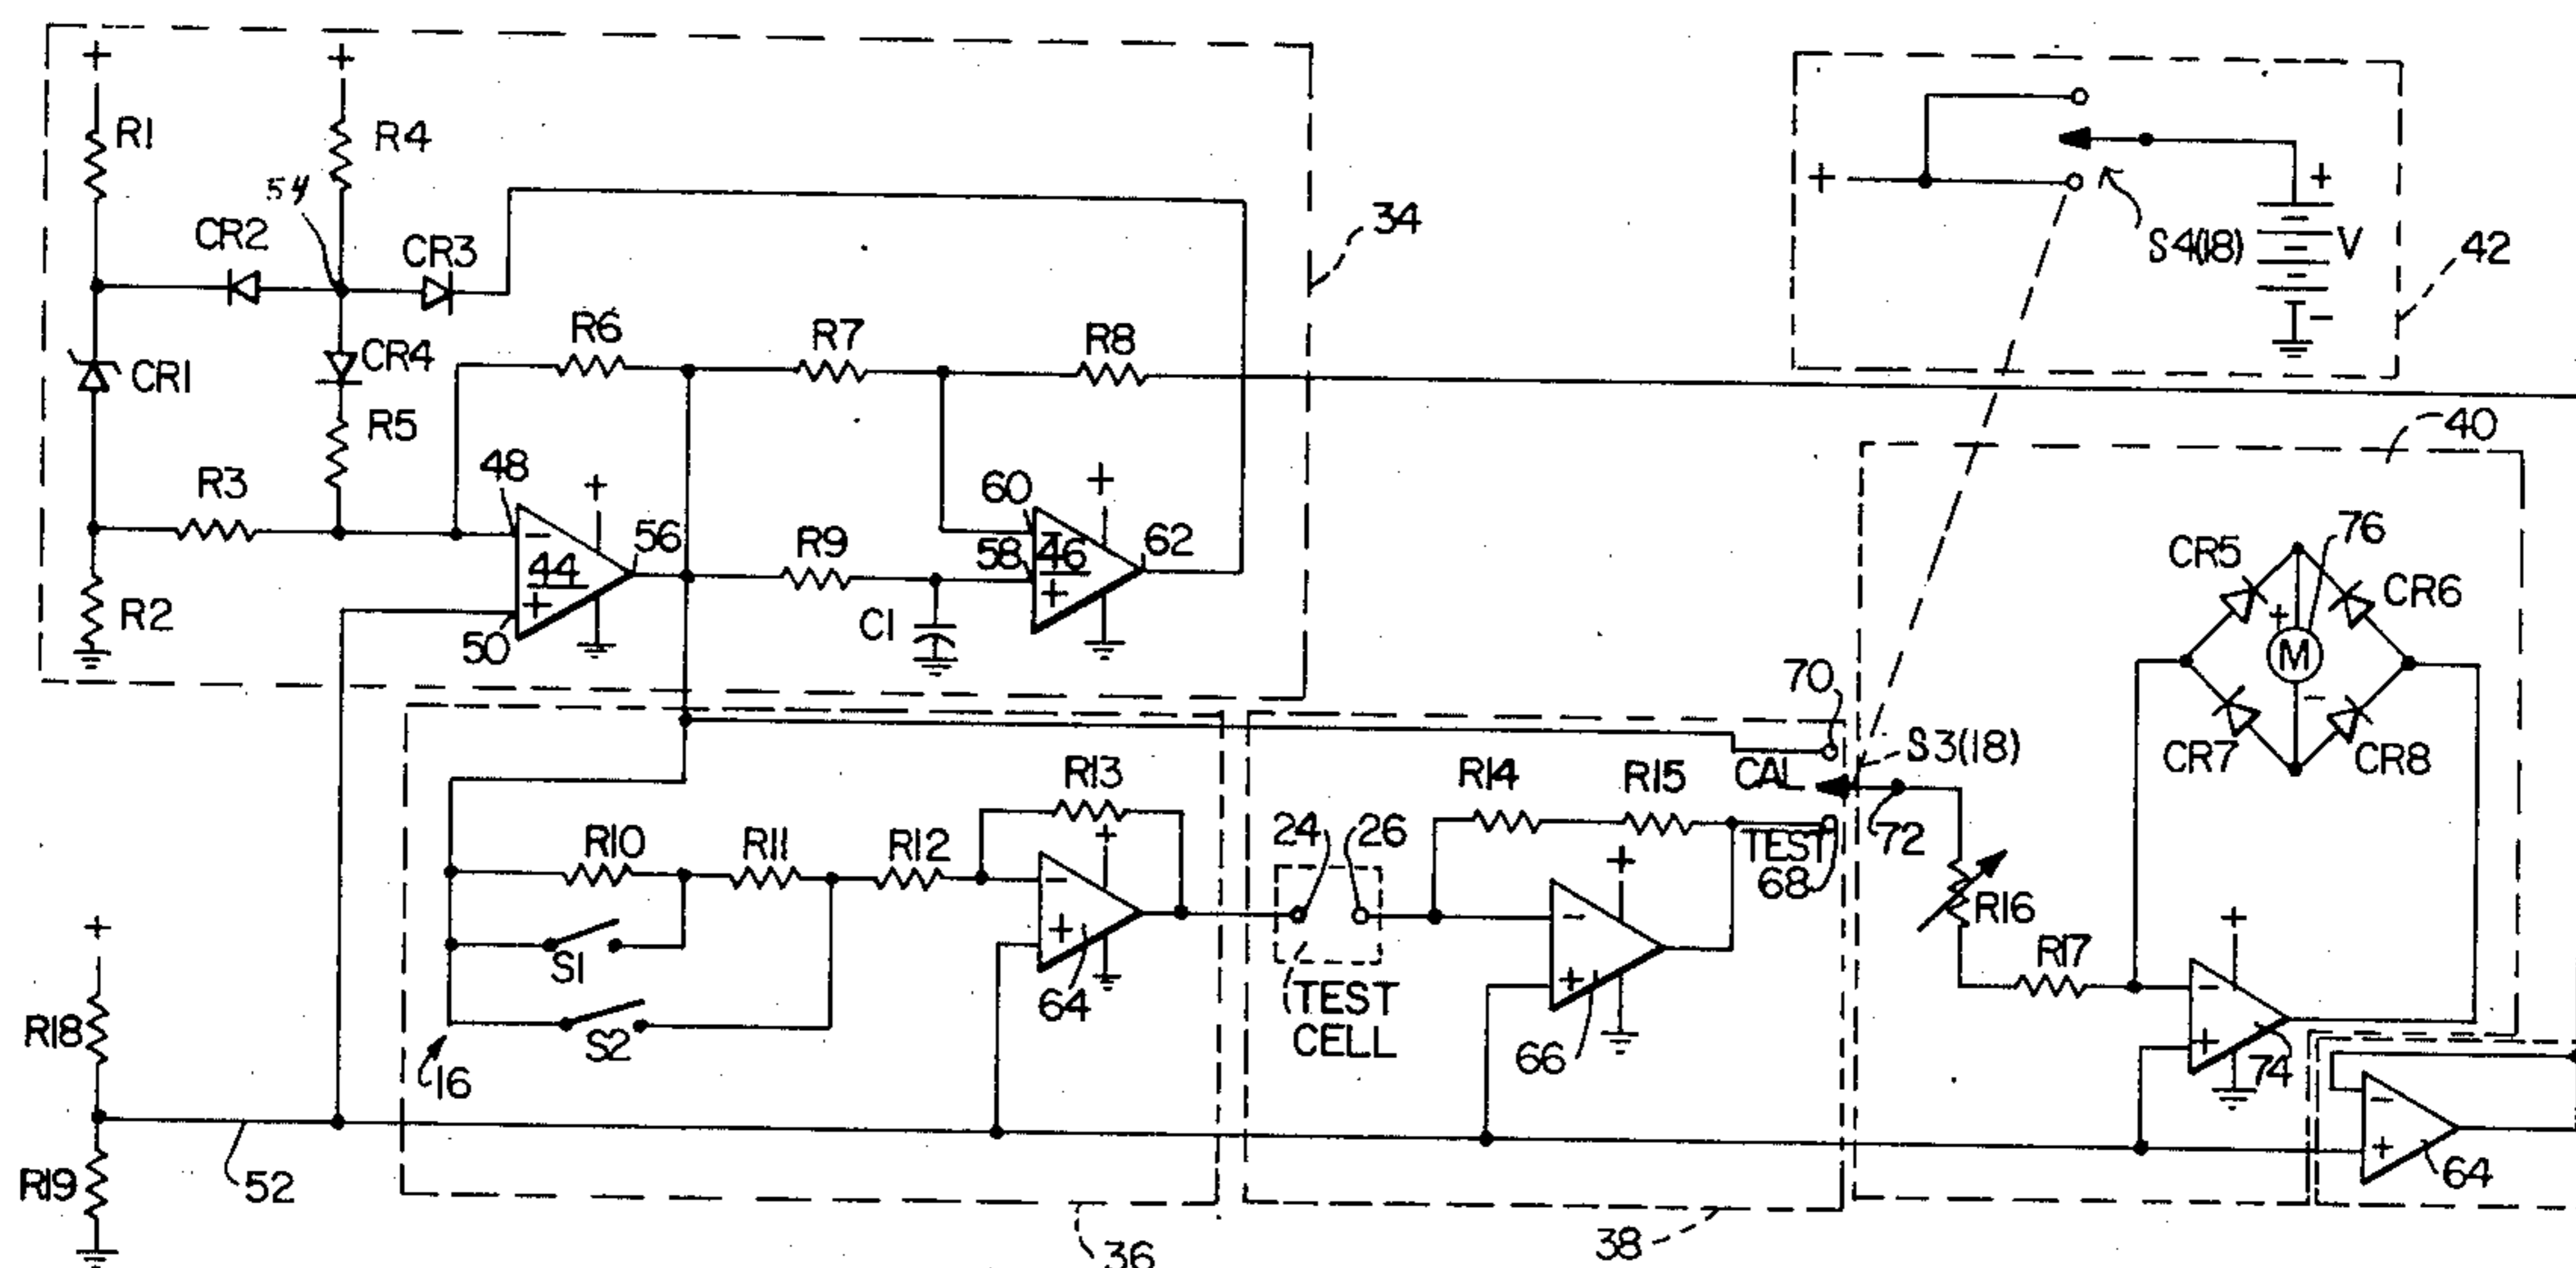 +
+
R1
R4
54
CR2
CR3
34
+
S4(18)
+
V
−
42
CR1
CR4
R6
R7
R8
R5
40
R3
48
+
60
+
−
44
56
R9
58
−
46
62
R2
+
50
C1
+
CR5
76
CR6
+
M
−
CR7
CR8
70
S3(18)
CAL
R13
R14
R15
R10
R11
R12
+
24
26
TEST
68
72
−
+
R16
S1
+
64
TEST
CELL
−
+
66
R17
+
−
+
74
S2
16
+
R18
R19
52
−
+
64
36
38